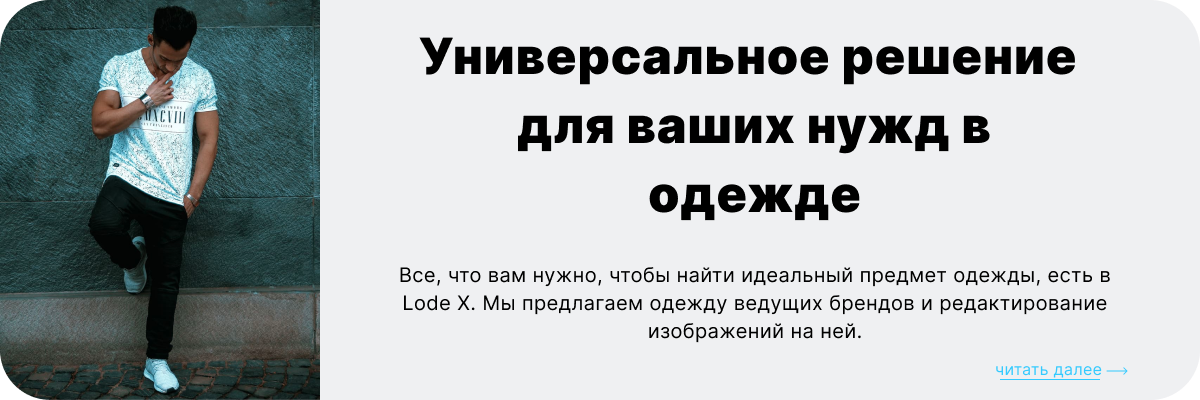 Универсальное решение
для ваших нужд в
одежде
Все, что вам нужно, чтобы найти идеальный предмет одежды, есть в
Lode X. Мы предлагаем одежду ведущих брендов и редактирование
изображений на ней.
читать далее